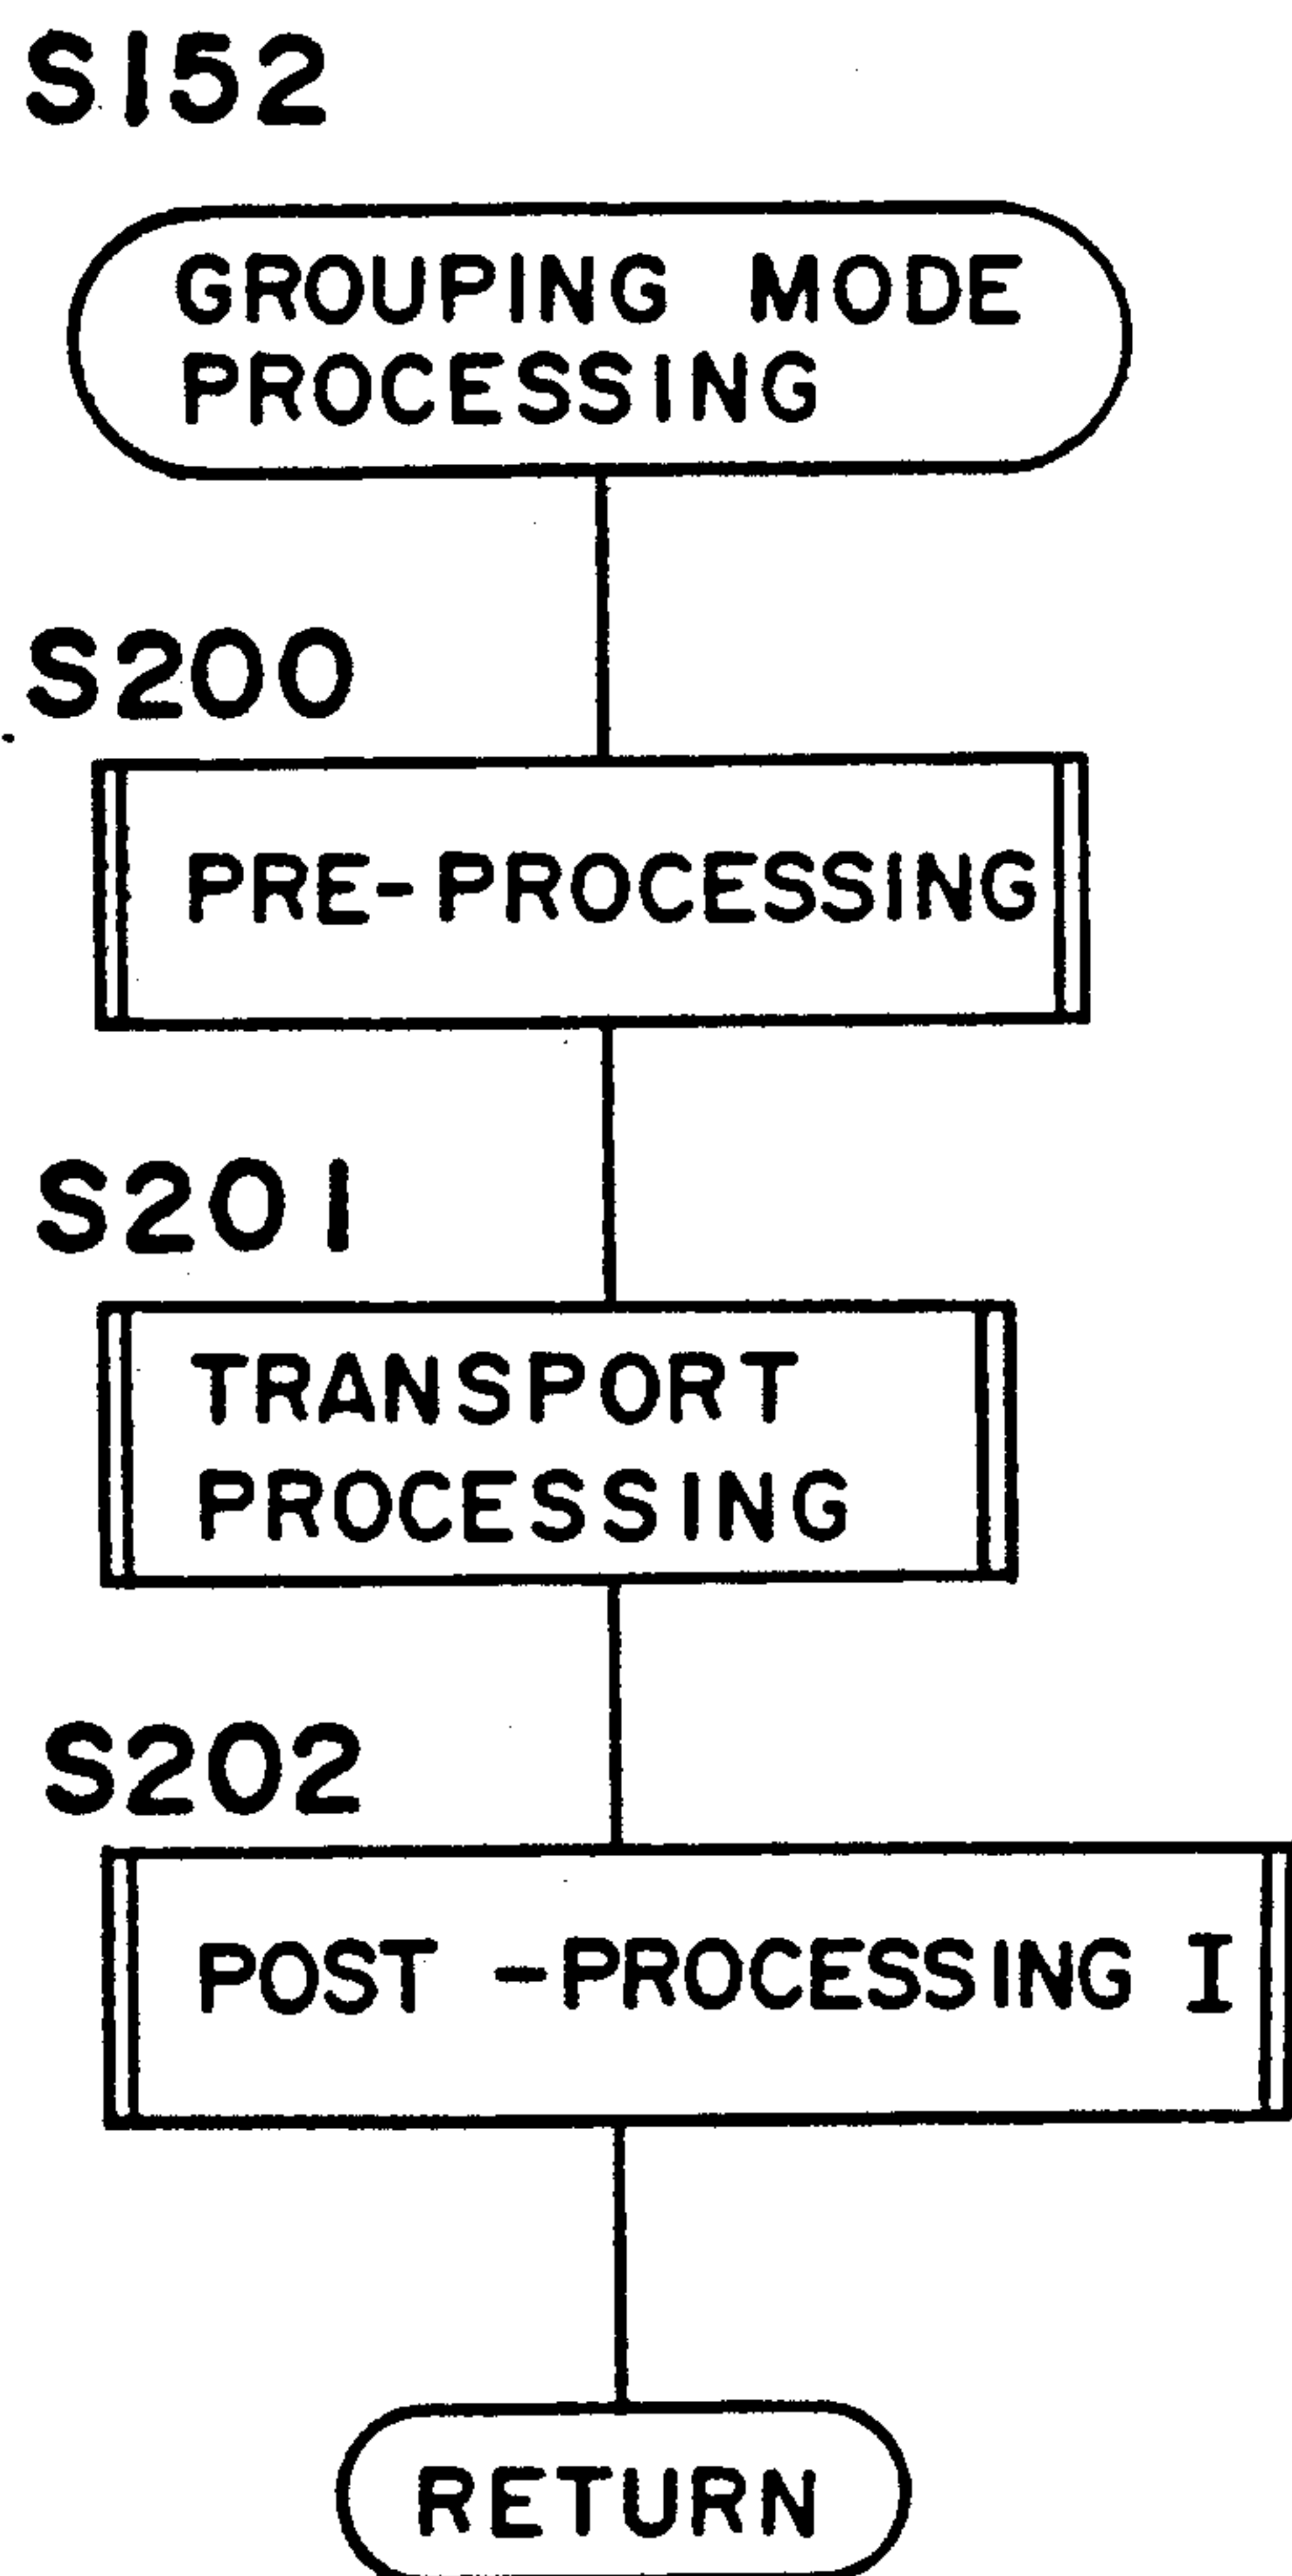 S152
GROUPING MODE
PROCESSING
S200
PRE-PROCESSING
S201
TRANSPORT
PROCESSING
S202
POST -PROCESSING I
RETURN